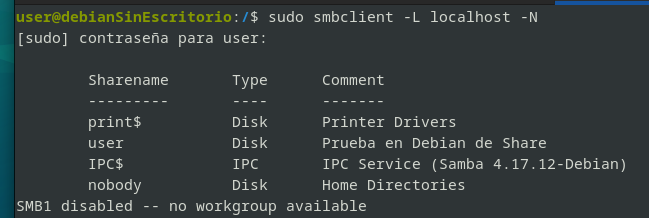 user@debianSinEscritorio:/$ sudo smbclient -L localhost -N
[sudo] contraseña para user:
Sharename Type Comment
--------- ---- -------
print$ Disk Printer Drivers
user Disk Prueba en Debian de Share
IPC$ IPC IPC Service (Samba 4.17.12-Debian)
nobody Disk Home Directories
SMB1 disabled -- no workgroup available